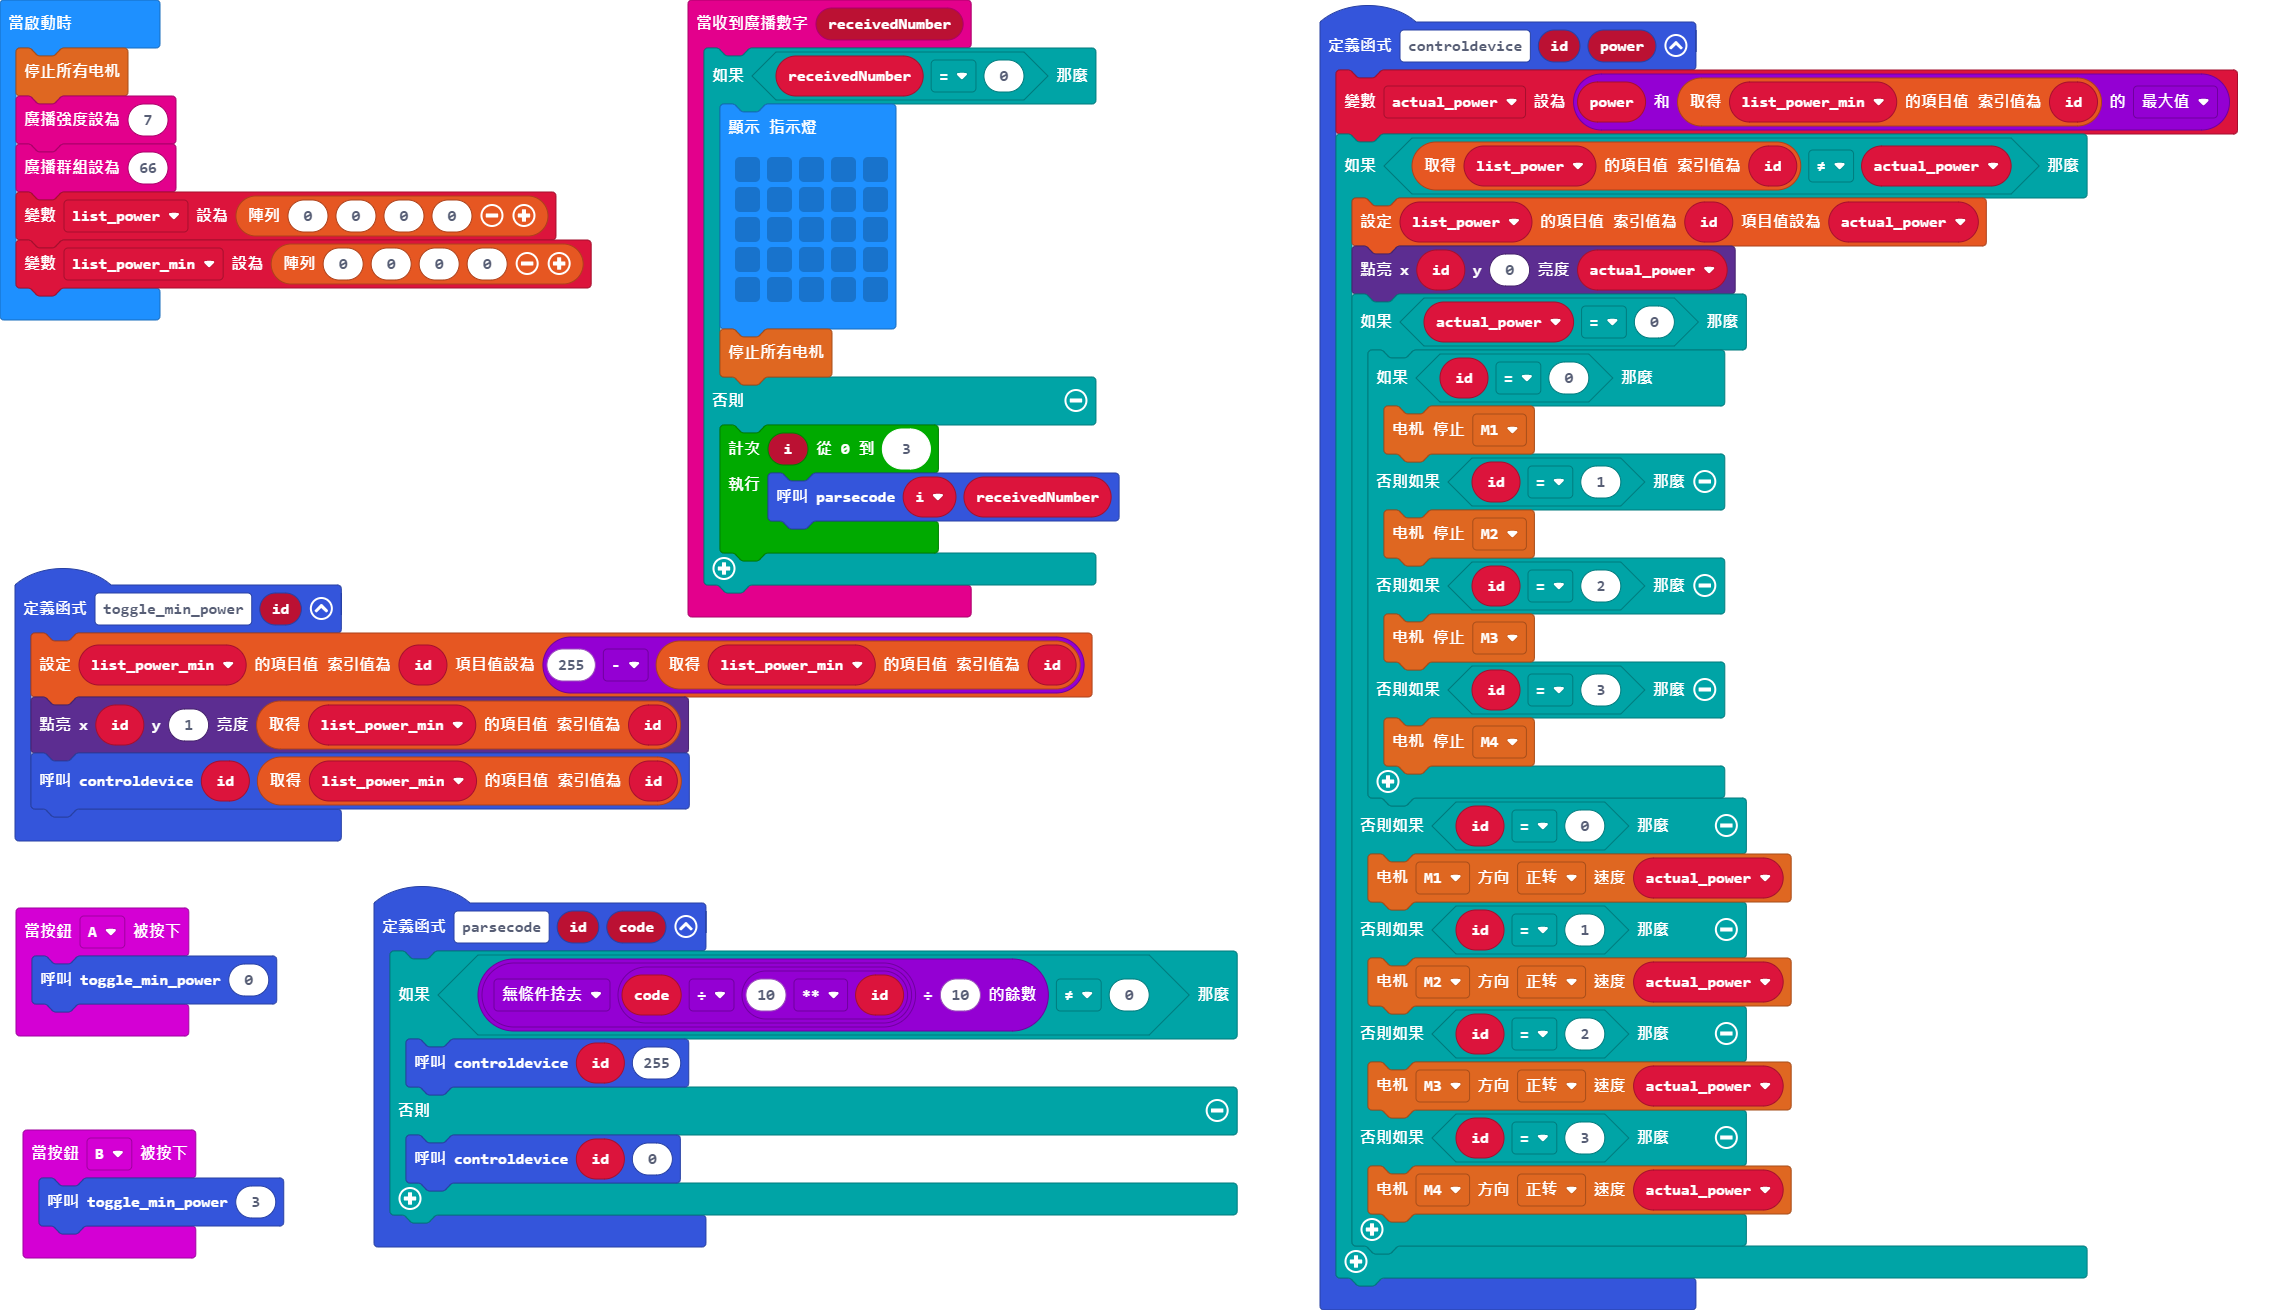 當啟動時
停止所有电机
廣播強度設為 7
廣播群組設為 66
變數 list_power 設為 陣列 0 0 0 0
變數 list_power_min 設為 陣列 0 0 0 0
當收到廣播數字 receivedNumber
如果 receivedNumber = 0 那麼
顯示 指示燈
停止所有电机
否則
計次 i 從 0 到 3
執行 呼叫 parsecode i receivedNumber
定義函式 toggle_min_power id
設定 list_power_min 的項目值 索引值為 id 項目值設為 255 - 取得 list_power_min 的項目值 索引值為 id
點亮 x id y 1 亮度 取得 list_power_min 的項目值 索引值為 id
呼叫 controldevice id 取得 list_power_min 的項目值 索引值為 id
當按鈕 A 被按下
呼叫 toggle_min_power 0
當按鈕 B 被按下
呼叫 toggle_min_power 3
定義函式 parsecode id code
如果 無條件捨去 code ÷ 10 ** id ÷ 10 的餘數 ≠ 0 那麼
呼叫 controldevice id 255
否則
呼叫 controldevice id 0
定義函式 controldevice id power
變數 actual_power 設為 power 和 取得 list_power_min 的項目值 索引值為 id 的 最大值
如果 取得 list_power 的項目值 索引值為 id ≠ actual_power 那麼
設定 list_power 的項目值 索引值為 id 項目值設為 actual_power
點亮 x id y 0 亮度 actual_power
如果 actual_power = 0 那麼
如果 id = 0 那麼
电机 停止 M1
否則如果 id = 1 那麼
电机 停止 M2
否則如果 id = 2 那麼
电机 停止 M3
否則如果 id = 3 那麼
电机 停止 M4
否則如果 id = 0 那麼
电机 M1 方向 正转 速度 actual_power
否則如果 id = 1 那麼
电机 M2 方向 正转 速度 actual_power
否則如果 id = 2 那麼
电机 M3 方向 正转 速度 actual_power
否則如果 id = 3 那麼
电机 M4 方向 正转 速度 actual_power